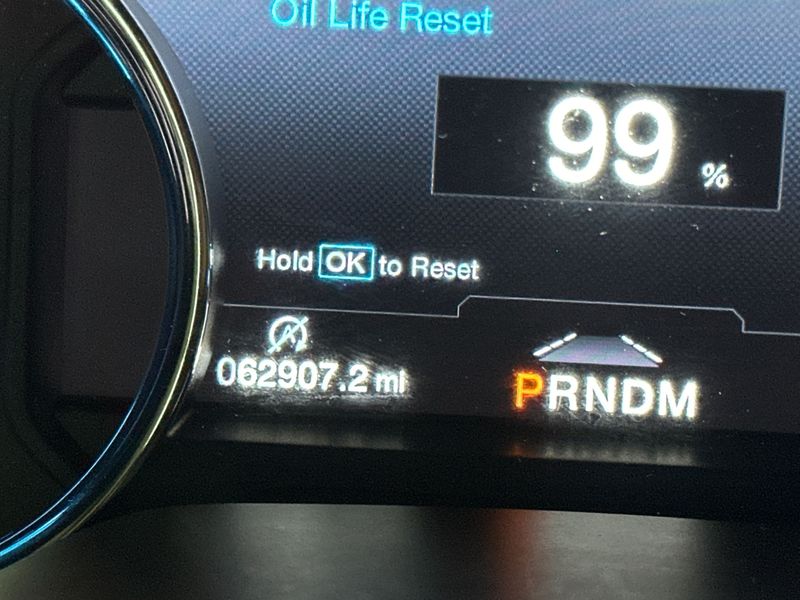 Oil Life Reset
99 %
Hold OK to Reset
A
062907.2 mi
PRNDM